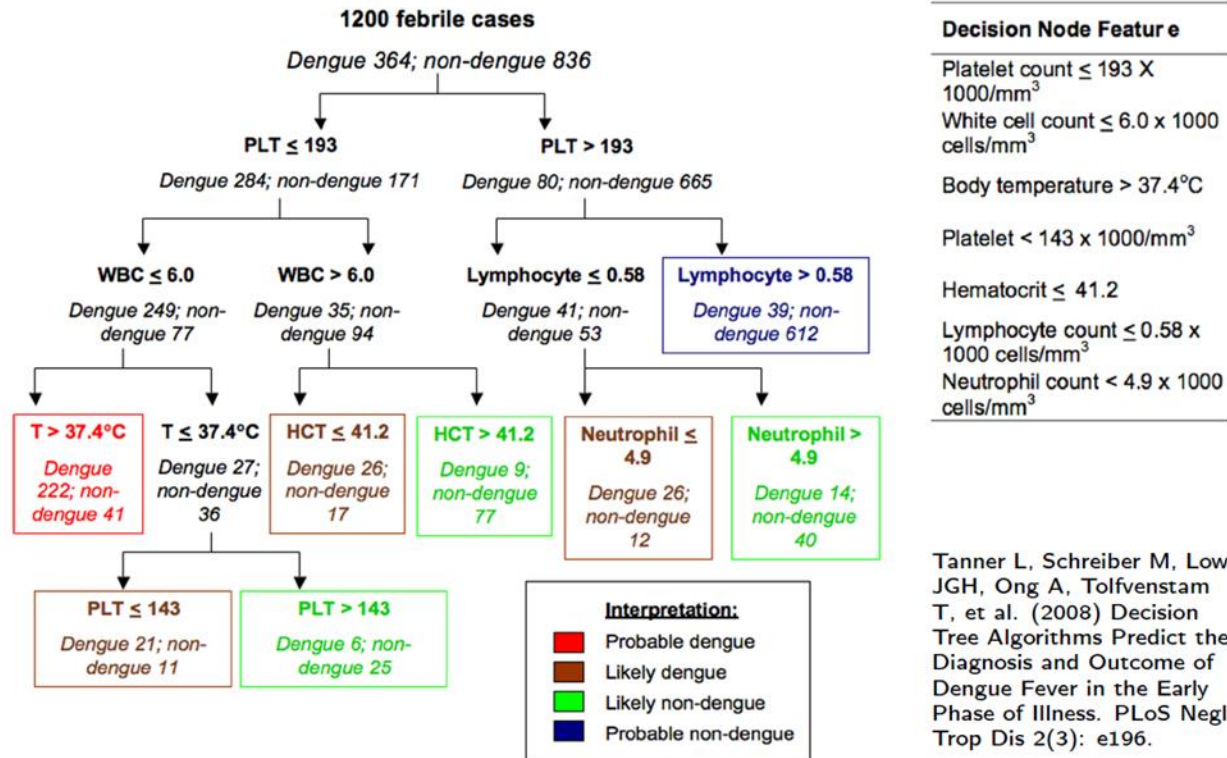 1200 febrile cases
Dengue 364; non-dengue 836
PLT ≤ 193
PLT > 193
Dengue 284; non-dengue 171
Dengue 80; non-dengue 665
WBC ≤ 6.0
WBC > 6.0
Lymphocyte ≤ 0.58
Lymphocyte > 0.58
Dengue 249; non-
dengue 77
Dengue 35; non-
dengue 94
Dengue 41; non-
dengue 53
Dengue 39; non-
dengue 612
T > 37.4°C
Dengue
222; non-
dengue 41
T ≤ 37.4°C
Dengue 27;
non-dengue
36
HCT ≤ 41.2
Dengue 26;
non-dengue
17
HCT > 41.2
Dengue 9;
non-dengue
77
Neutrophil ≤
4.9
Dengue 26;
non-dengue
12
Neutrophil >
4.9
Dengue 14;
non-dengue
40
PLT ≤ 143
Dengue 21; non-
dengue 11
PLT > 143
Dengue 6; non-
dengue 25
Interpretation:
Probable dengue
Likely dengue
Likely non-dengue
Probable non-dengue
Decision Node Featur e
Platelet count ≤ 193 X
1000/mm³
White cell count ≤ 6.0 x 1000
cells/mm³
Body temperature > 37.4°C
Platelet < 143 x 1000/mm³
Hematocrit ≤ 41.2
Lymphocyte count ≤ 0.58 x
1000 cells/mm³
Neutrophil count < 4.9 x 1000
cells/mm³
Tanner L, Schreiber M, Low
JGH, Ong A, Tolfvenstam
T, et al. (2008) Decision
Tree Algorithms Predict the
Diagnosis and Outcome of
Dengue Fever in the Early
Phase of Illness. PLoS Negl
Trop Dis 2(3): e196.